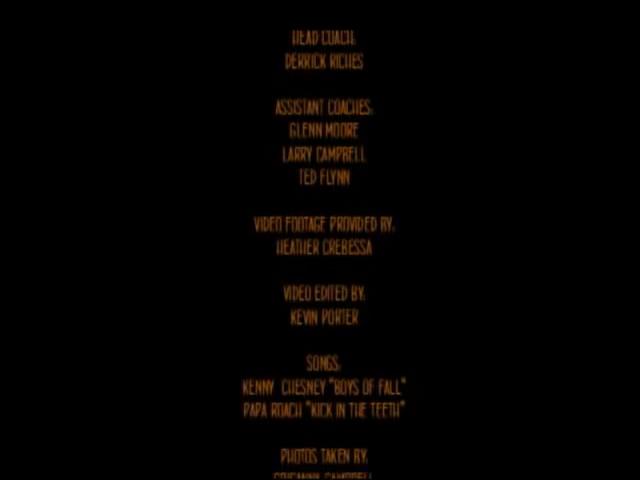 HEAD COACH:
DERRICK RICHES
ASSISTANT COACHES:
GLENN MOORE
LARRY CAMPBELL
TED FLYNN
VIDEO FOOTAGE PROVIDED BY:
HEATHER CREBESSA
VIDEO EDITED BY:
KEVIN PORTER
SONGS:
KENNY CHESNEY "BOYS OF FALL"
PAPA ROACH "KICK IN THE TEETH"
PHOTOS TAKEN BY:
CAMPBELL